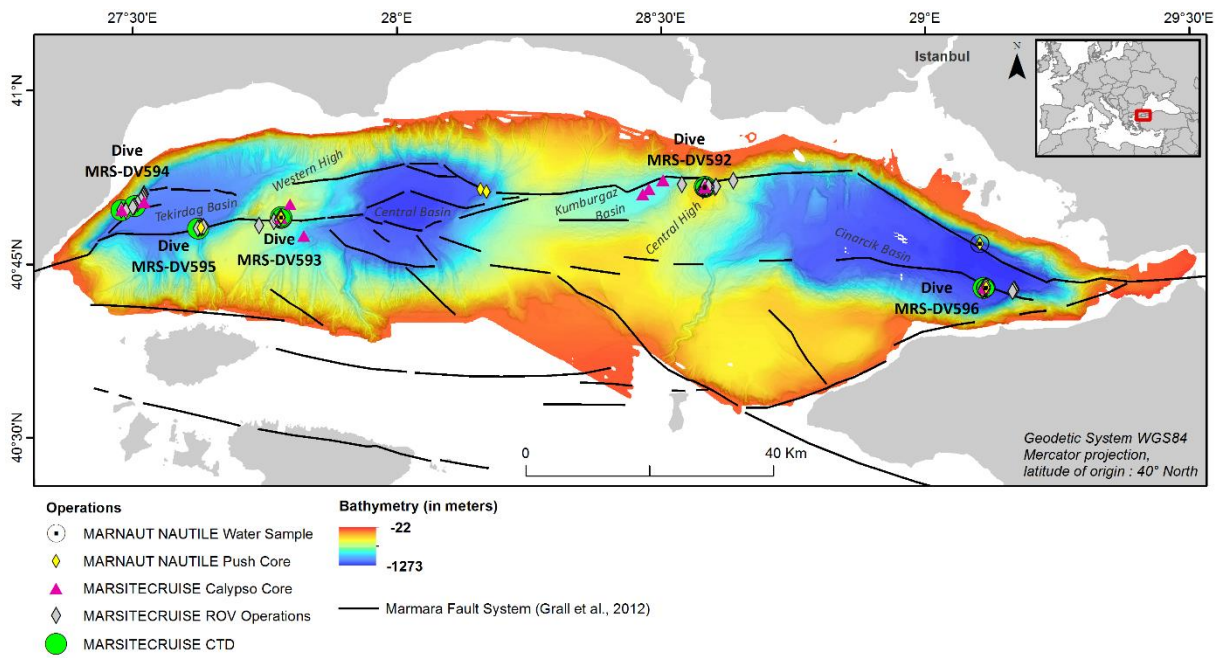 27°30'E
28°E
28°30'E
29°E
29°30'E
41°N
40°45'N
40°30'N
Istanbul
N
Dive
MRS-DV594
Western High
Dive
MRS-DV592
Tekirdag Basin
Central Basin
Kumburgaz
Basin
Central High
Cinarcik Basin
Dive
MRS-DV595
Dive
MRS-DV593
Dive
MRS-DV596
0
40 Km
Geodetic System WGS84
Mercator projection,
latitude of origin : 40° North
Operations
MARNAUT NAUTILE Water Sample
MARNAUT NAUTILE Push Core
MARSITECRUISE Calypso Core
MARSITECRUISE ROV Operations
MARSITECRUISE CTD
Bathymetry (in meters)
-22
-1273
Marmara Fault System (Grall et al., 2012)